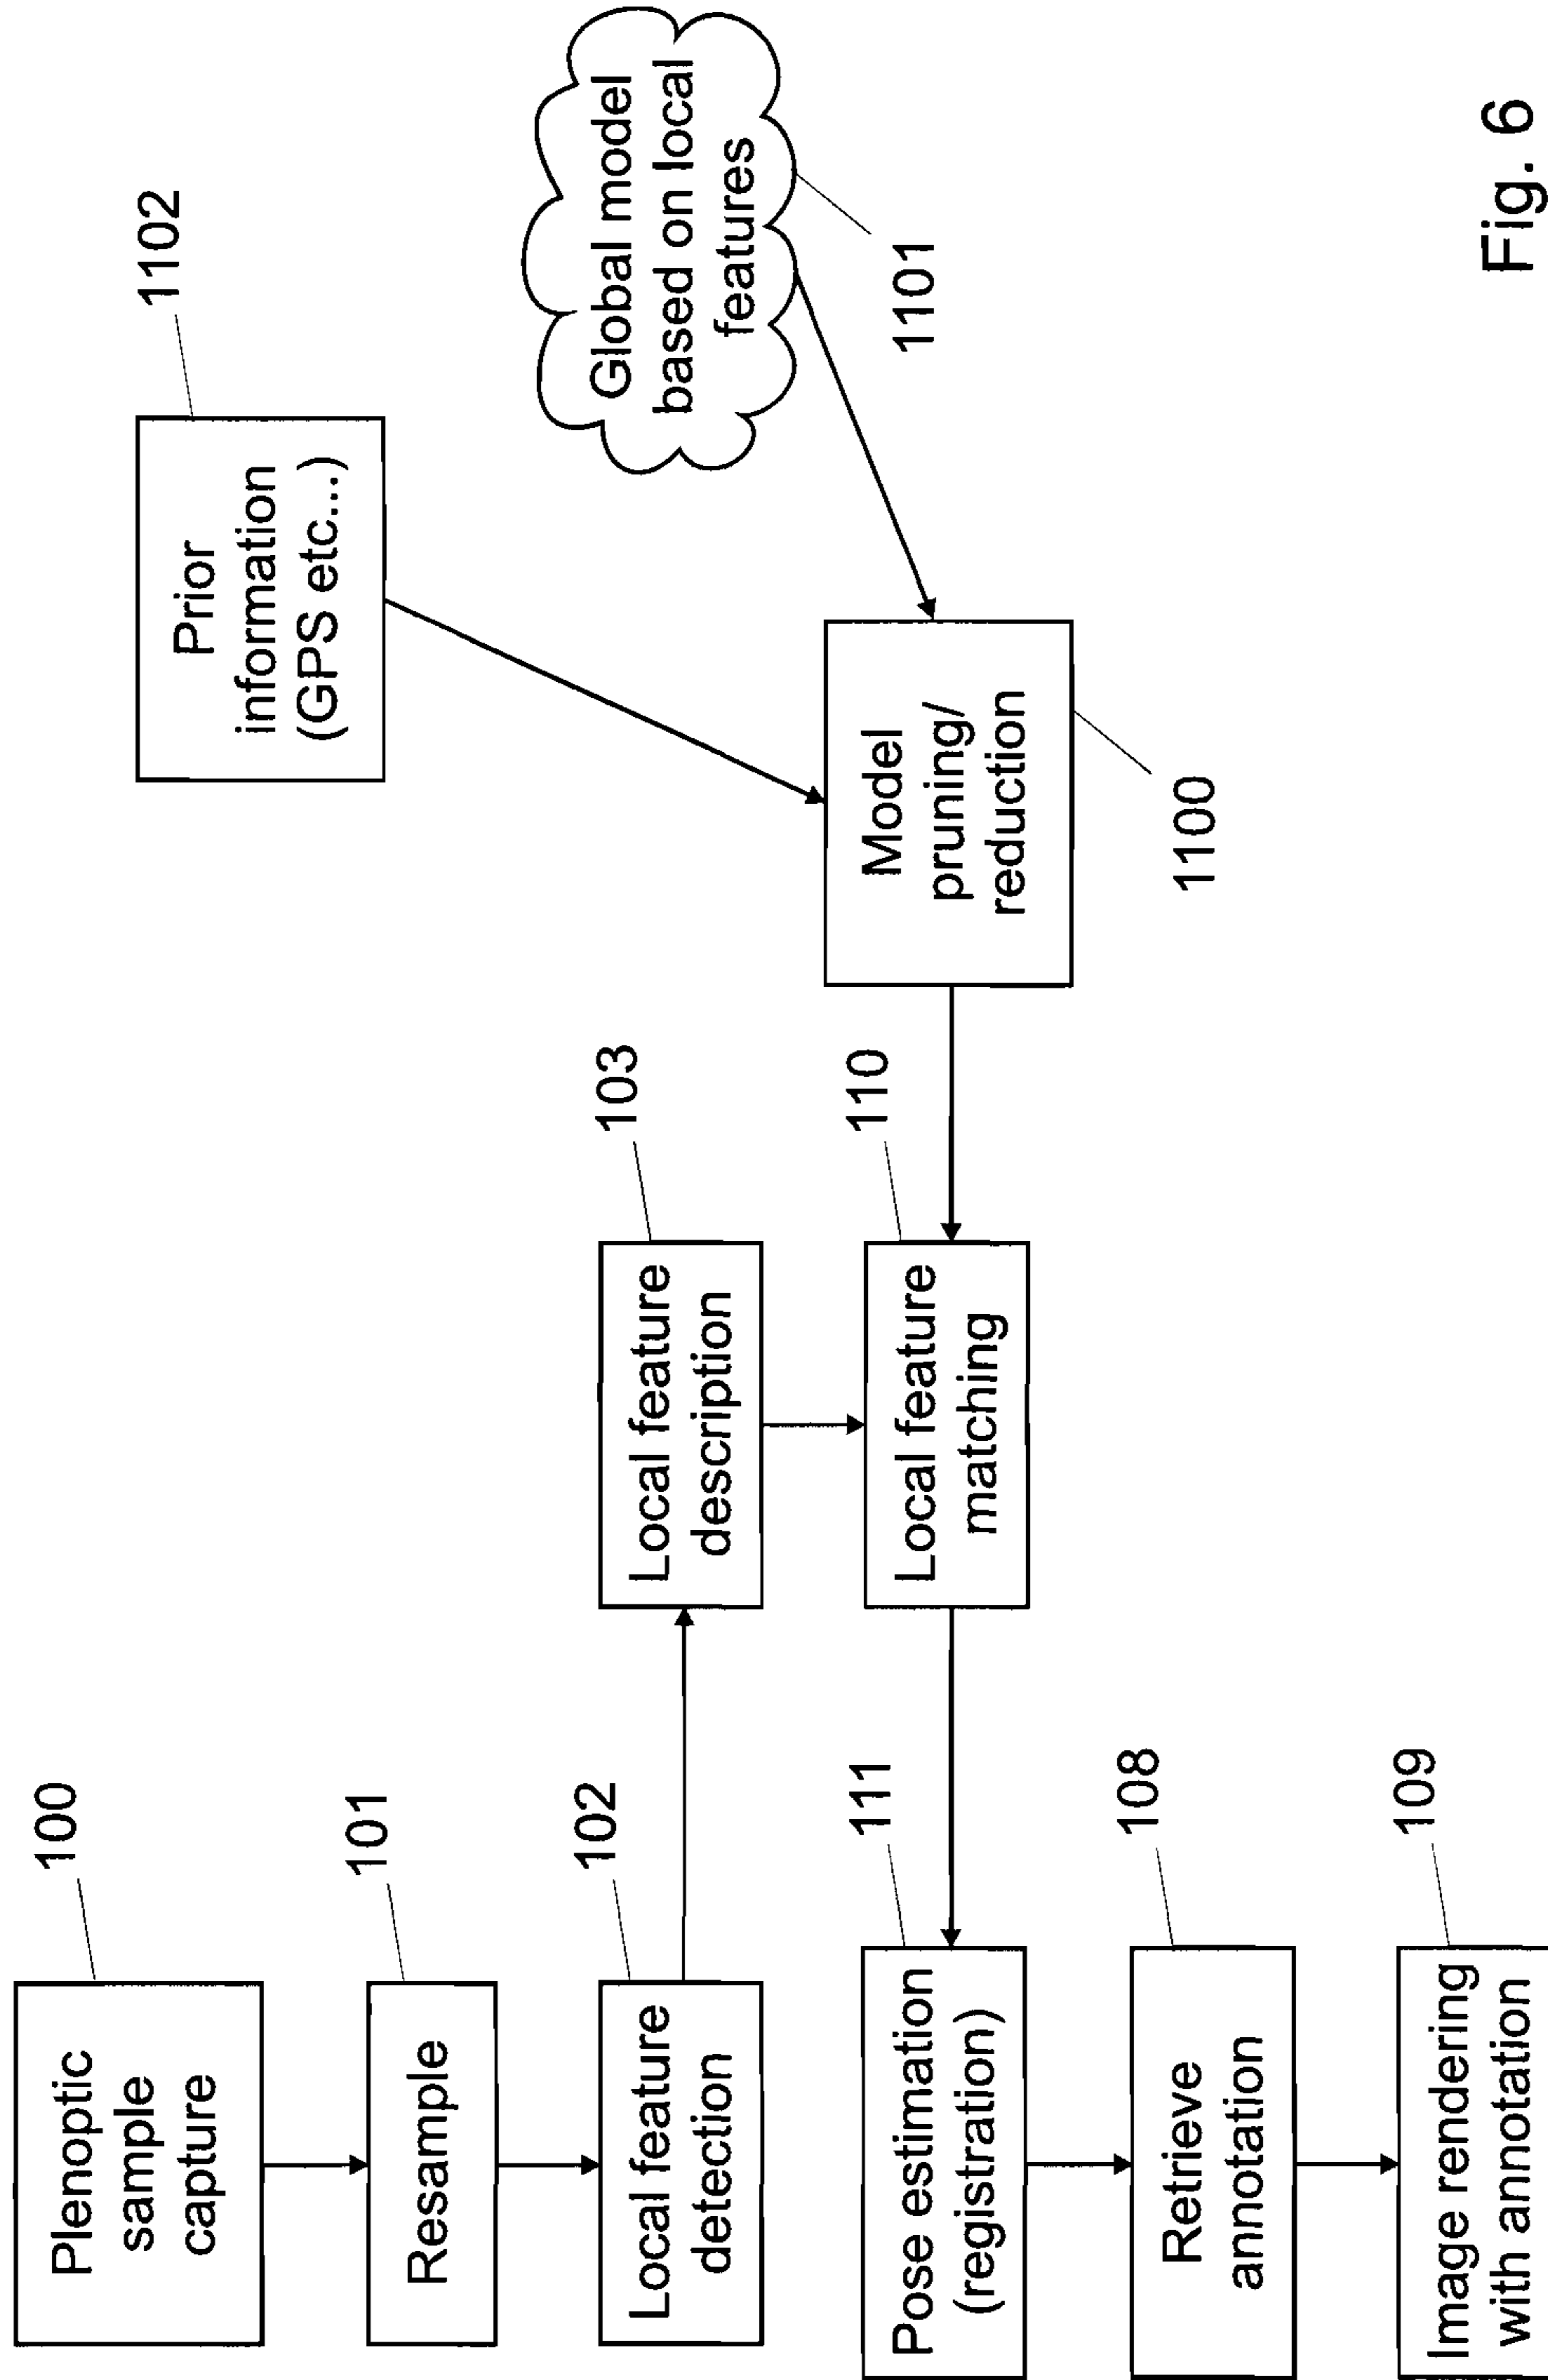 100
Plenoptic
sample
capture
101
Resample
102
Local feature
detection
103
Local feature
description
110
Local feature
matching
111
Pose estimation
(registration)
108
Retrieve
annotation
109
Image rendering
with annotation
1102
Prior
information
(GPS etc...)
Global model
based on local
features
1101
Model
pruning/
reduction
1100
Fig. 6